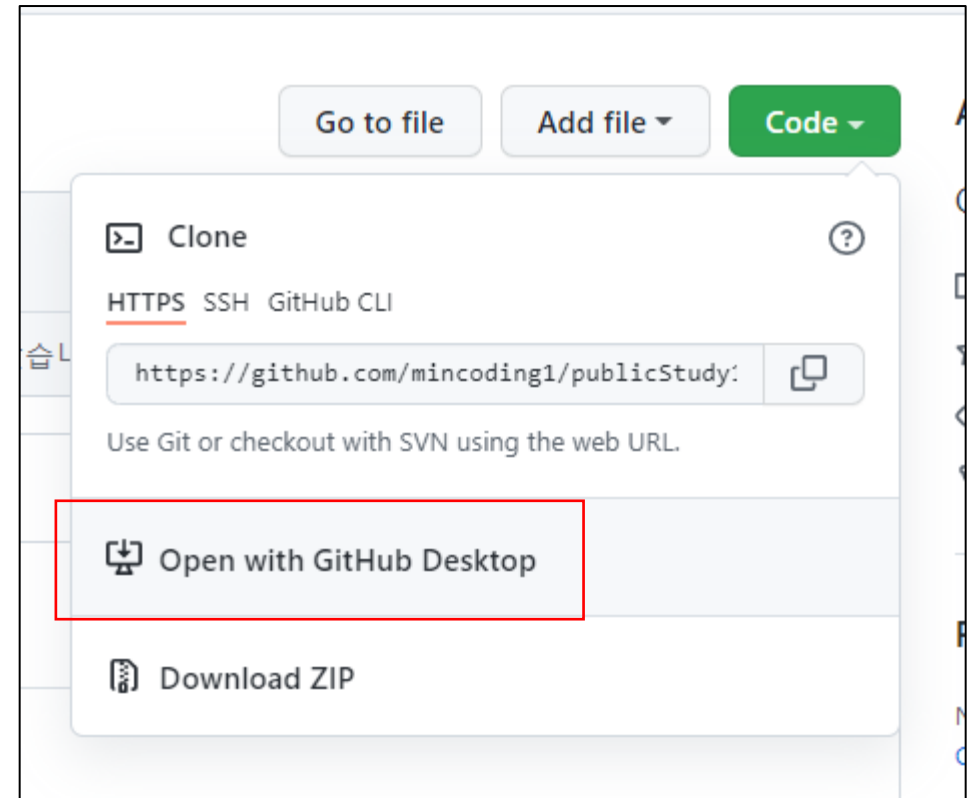 Go to file
Add file
Code
Clone
HTTPS SSH GitHub CLI
습
https://github.com/mincoding1/publicStudy
Use Git or checkout with SVN using the web URL.
Open with GitHub Desktop
Download ZIP